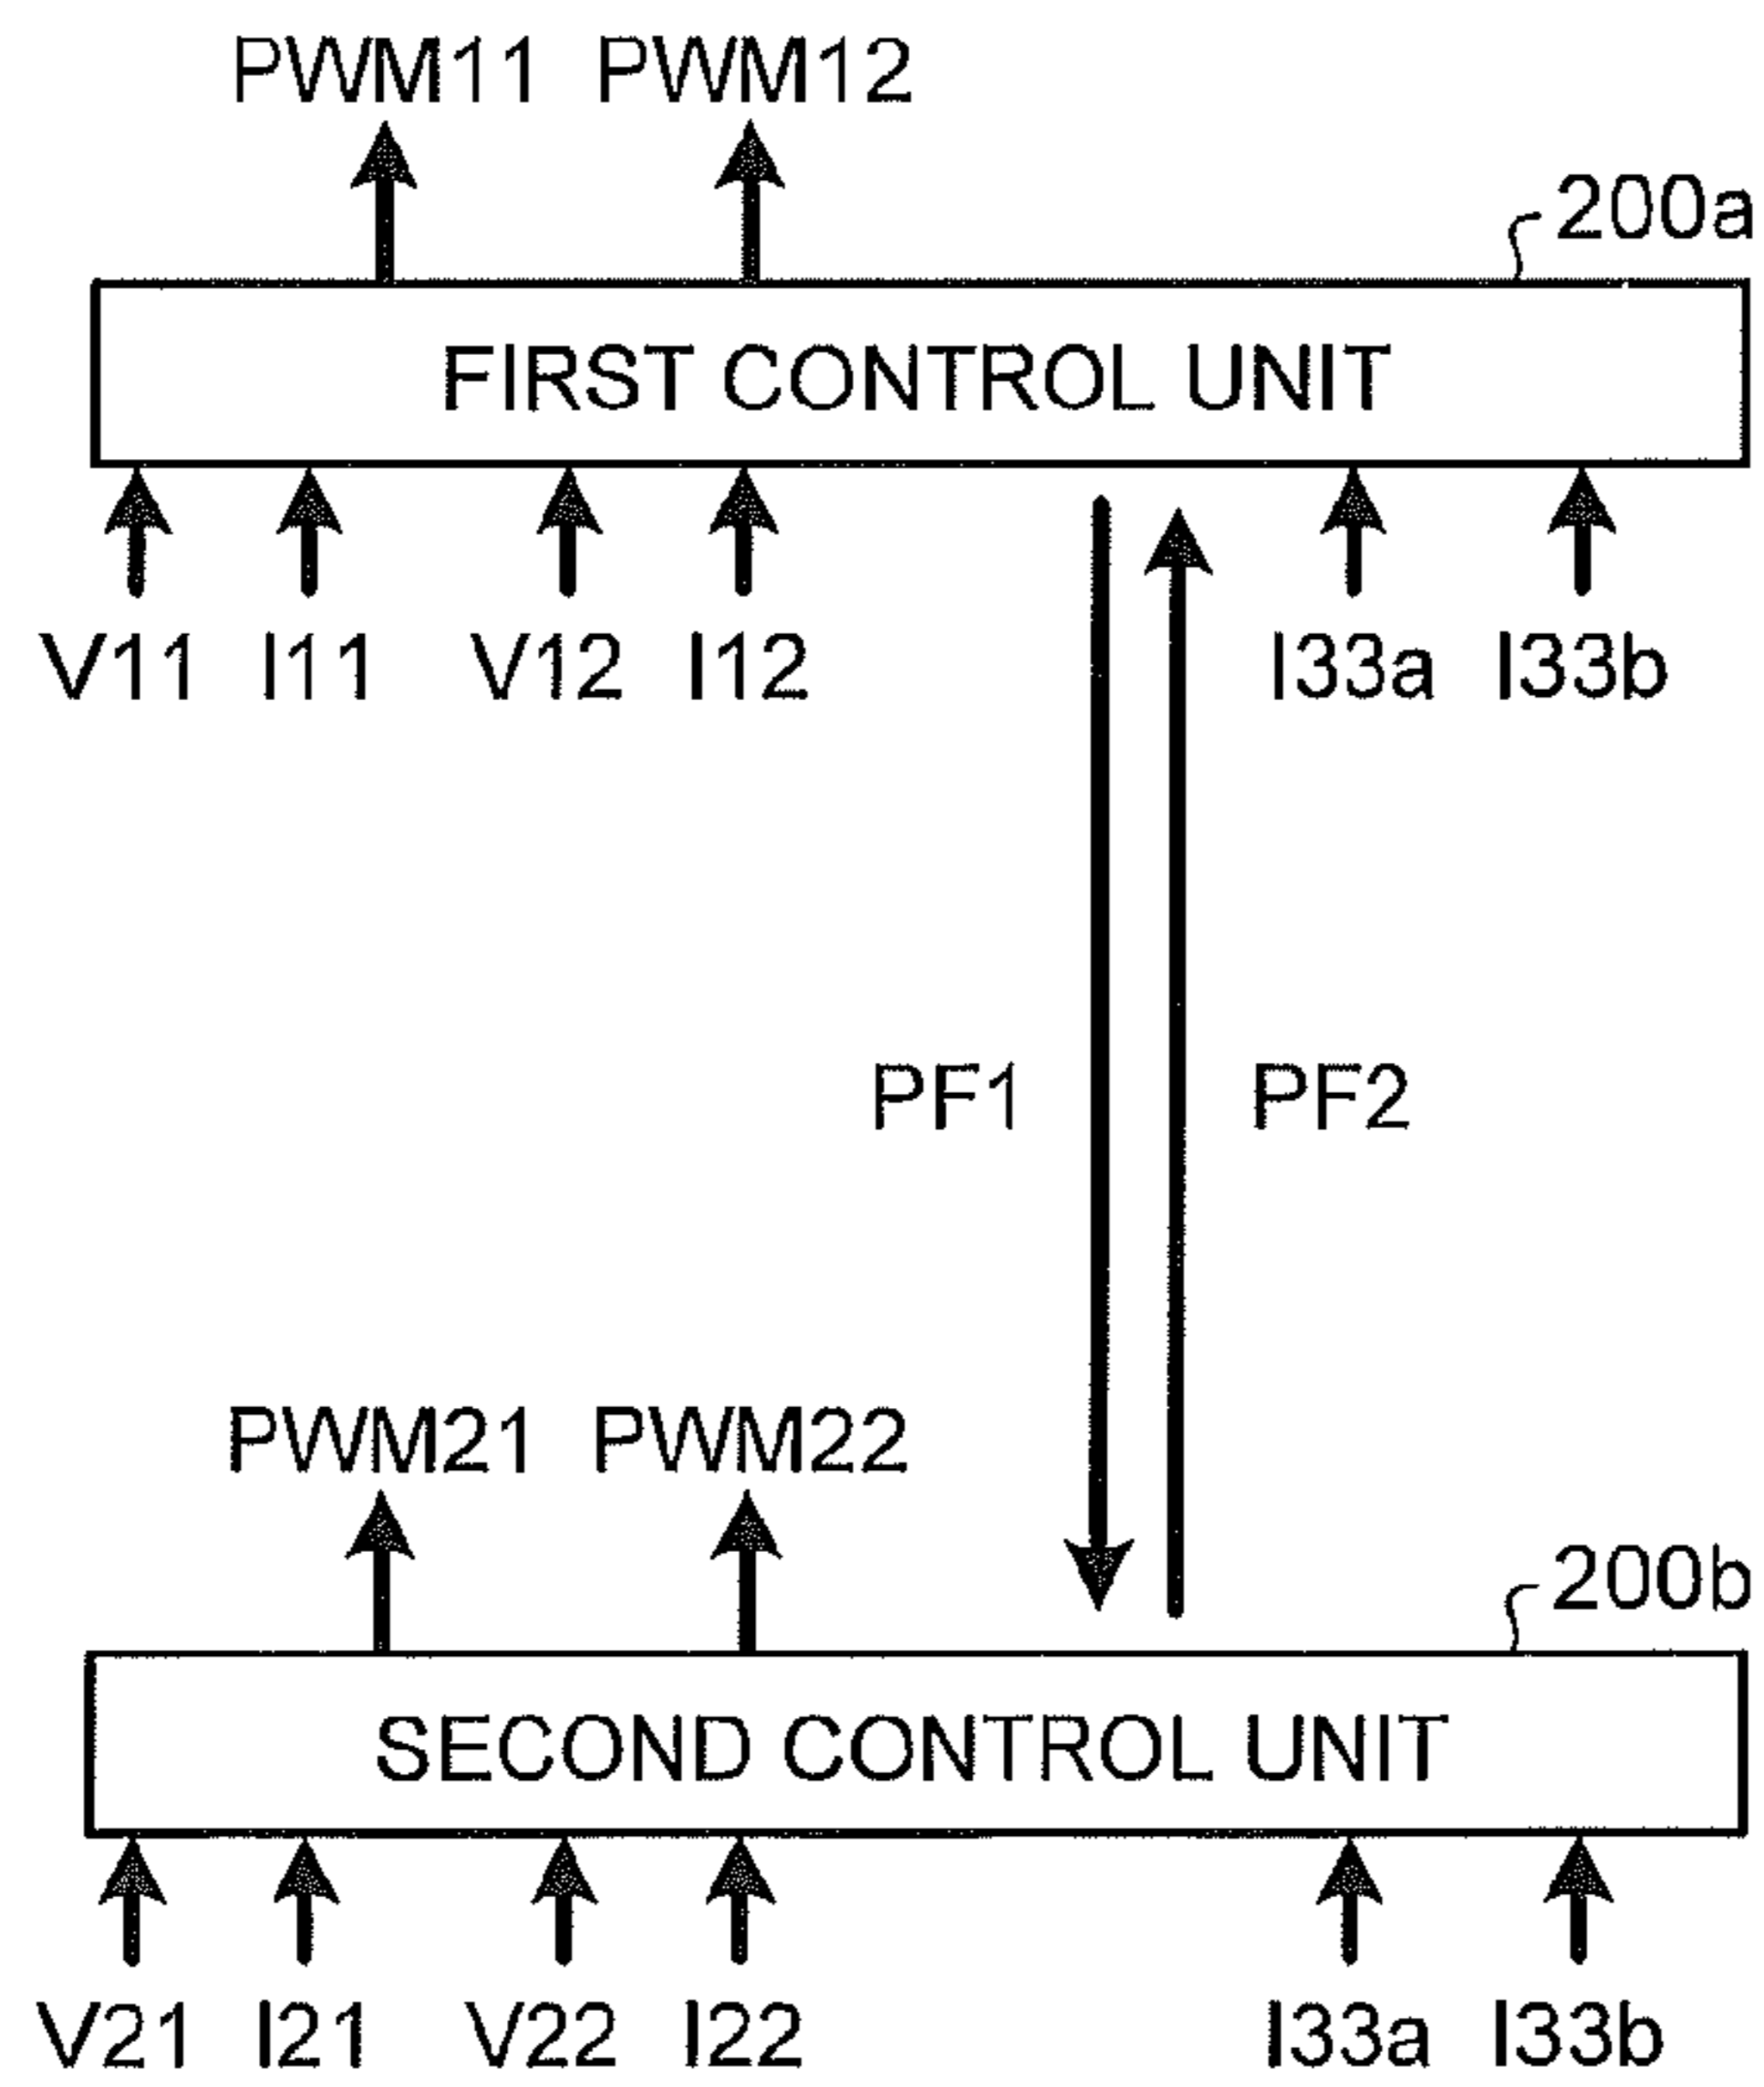 PWM11 PWM12
200a
FIRST CONTROL UNIT
V11 I11 V12 I12 I33a I33b
PF1 PF2
PWM21 PWM22
200b
SECOND CONTROL UNIT
V21 I21 V22 I22 I33a I33b